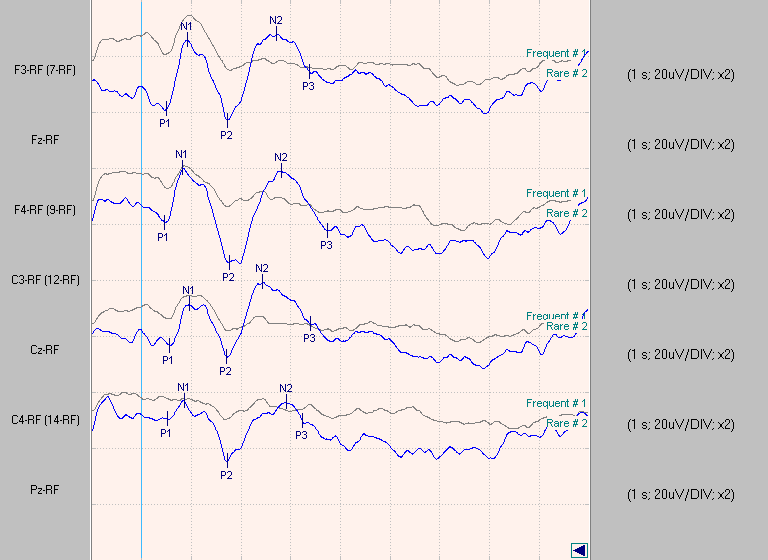 N1
N2
Frequent # 1
F3-RF (7-RF)
Rare # 2
(1 s; 20uV/DIV; x2)
P3
P1
P2
Fz-RF
(1 s; 20uV/DIV; x2)
N1
N2
Frequent # 1
F4-RF (9-RF)
Rare # 2
(1 s; 20uV/DIV; x2)
P1
P3
P2
N2
C3-RF (12-RF)
(1 s; 20uV/DIV; x2)
N1
Frequent # 1
Rare # 2
P3
Cz-RF
P1
(1 s; 20uV/DIV; x2)
P2
N1
N2
Frequent # 1
C4-RF (14-RF)
Rare # 2
(1 s; 20uV/DIV; x2)
P1
P3
P2
Pz-RF
(1 s; 20uV/DIV; x2)